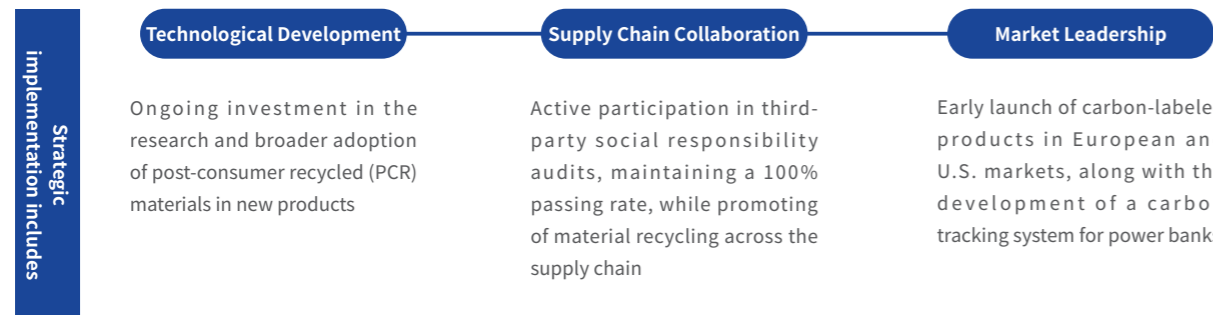 Strategic
implementation includes
Technological Development
Ongoing investment in the
research and broader adoption
of post-consumer recycled (PCR)
materials in new products
Supply Chain Collaboration
Active participation in third-
party social responsibility
audits, maintaining a 100%
passing rate, while promoting
of material recycling across the
supply chain
Market Leadership
Early launch of carbon-labele
products in European an
U.S. markets, along with th
development of a carbo
tracking system for power bank